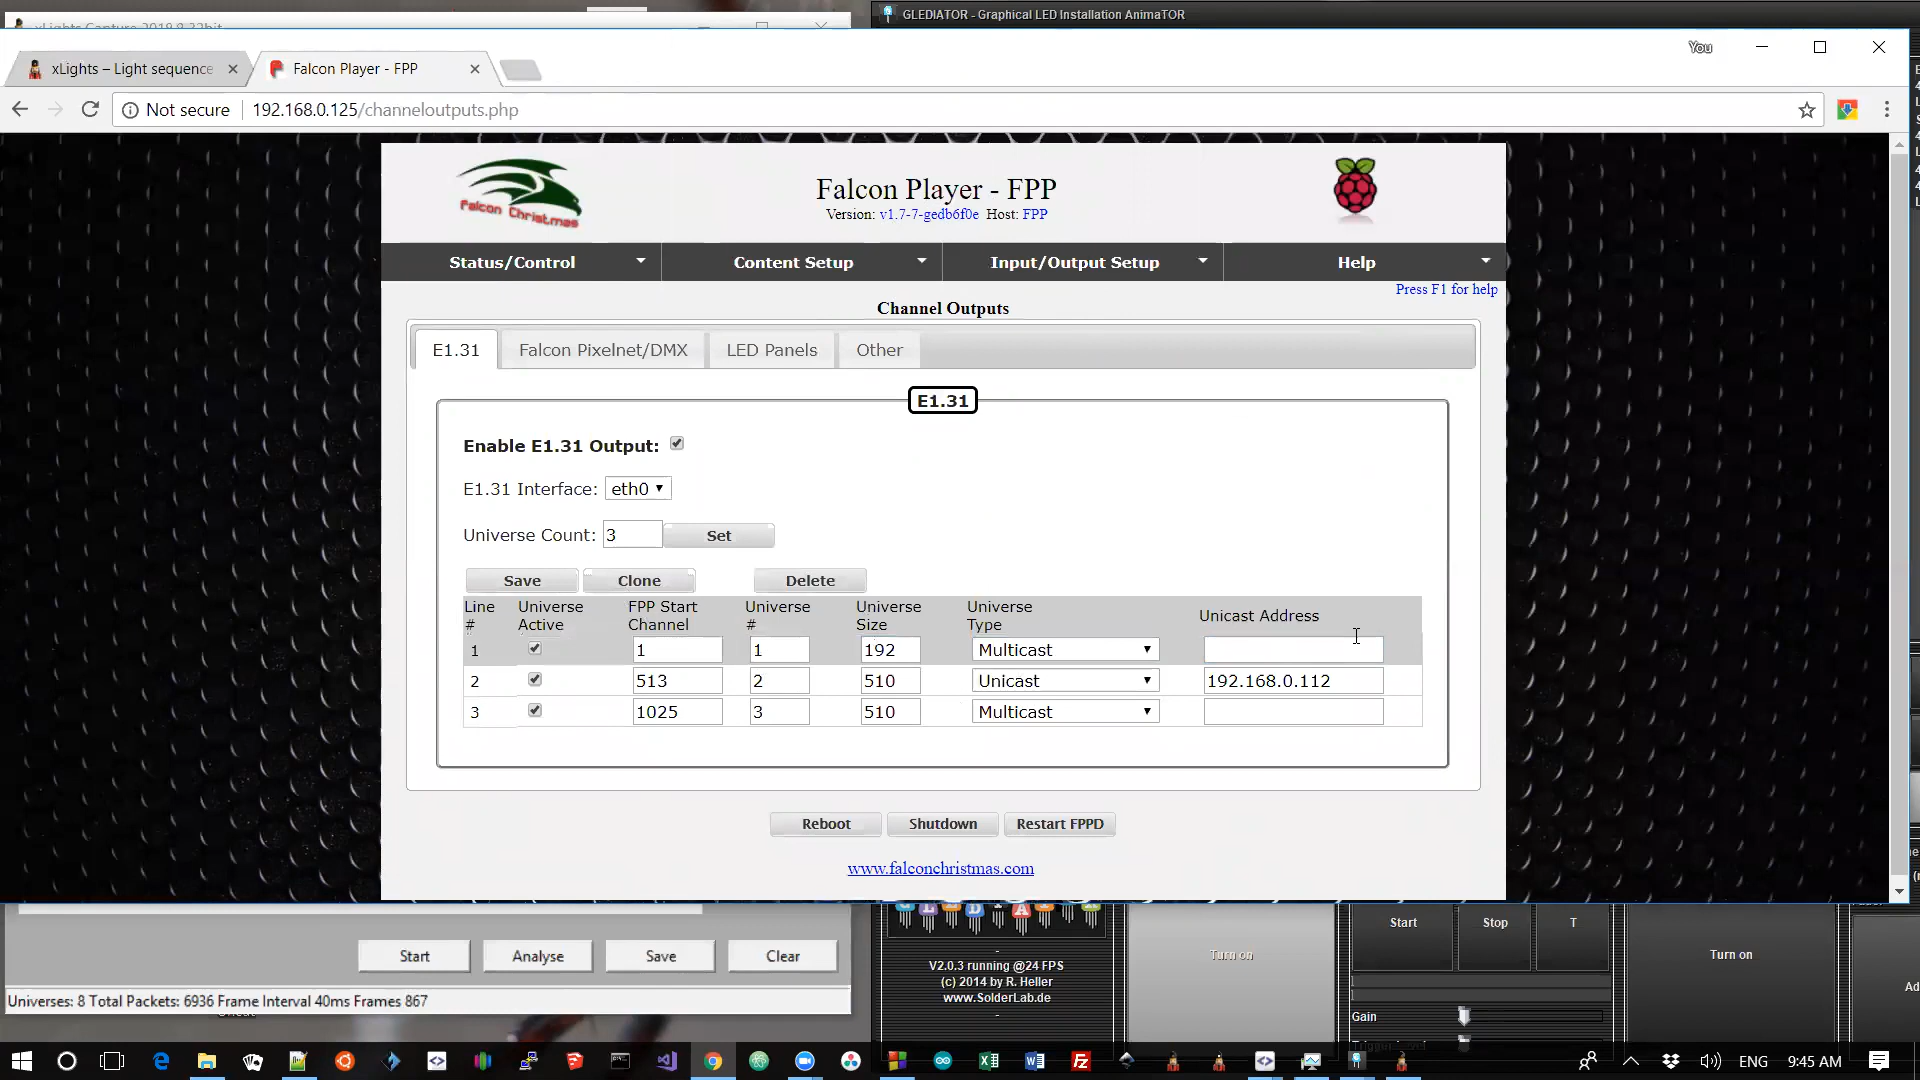 xLights Capture 2018.8 32bit
GLEDIATOR - Graphical LED Installation AnimaTOR
You
xLights – Light sequence
Falcon Player - FPP
Not secure
192.168.0.125/channeloutputs.php
Falcon Christmas
Falcon Player - FPP
Version: v1.7-7-gedb6f0e Host: FPP
Status/Control
Content Setup
Input/Output Setup
Help
Press F1 for help
Channel Outputs
E1.31
Falcon Pixelnet/DMX
LED Panels
Other
E1.31
Enable E1.31 Output:
E1.31 Interface: eth0
Universe Count: 3
Set
Save
Clone
Delete
Line # Universe Active FPP Start Channel Universe # Universe Size Universe Type Unicast Address
1 1 1 192 Multicast
2 513 2 510 Unicast 192.168.0.112
3 1025 3 510 Multicast
Reboot
Shutdown
Restart FPPD
www.falconchristmas.com
Start
Analyse
Save
Clear
Universes: 8 Total Packets: 6936 Frame Interval 40ms Frames 867
-
V2.0.3 running @24 FPS
(c) 2014 by R. Heller
www.SolderLab.de
-
Turn on
Start
Stop
T
Gain
Turn on
Ad
ENG
9:45 AM